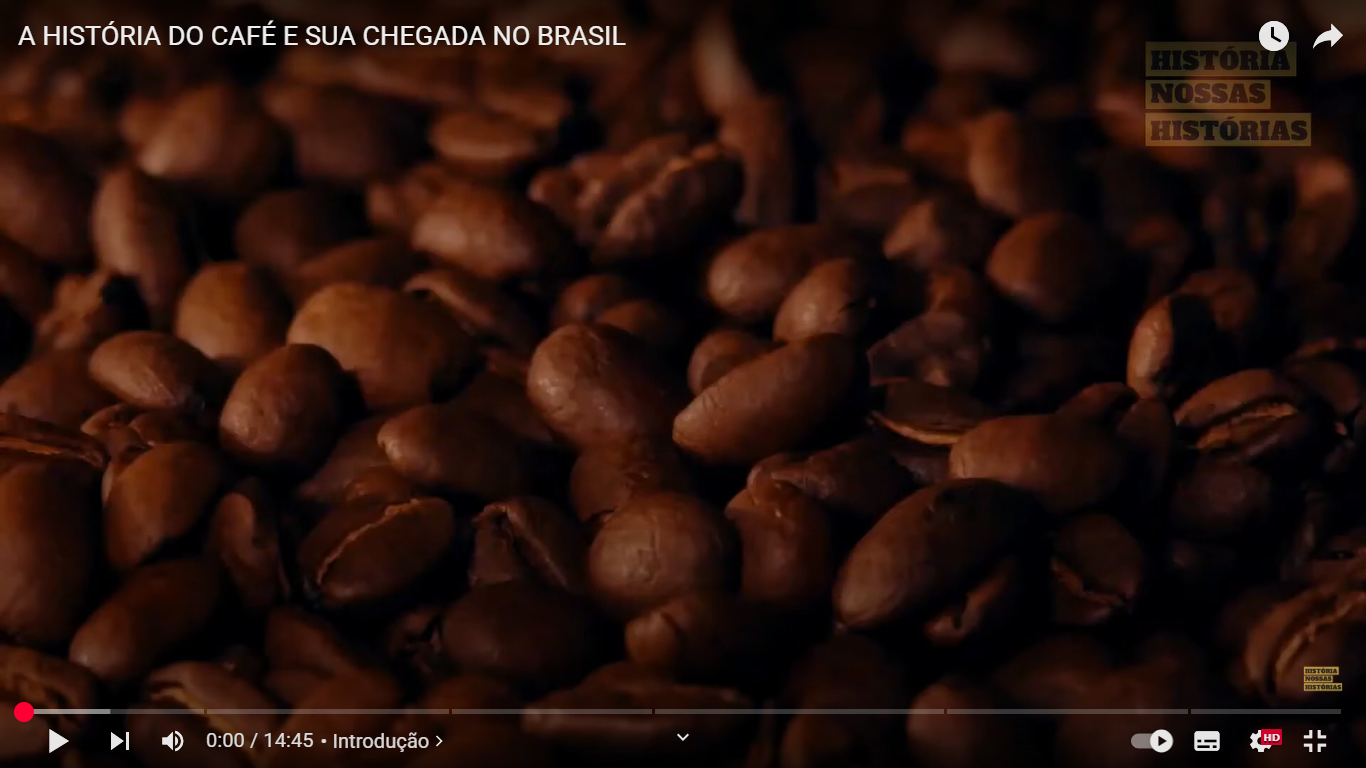 A HISTÓRIA DO CAFÉ E SUA CHEGADA NO BRASIL
HISTÓRIA
NOSSAS
HISTÓRIAS
HISTÓRIA
NOSSAS
HISTÓRIAS
0:00 / 14:45 • Introdução
HD